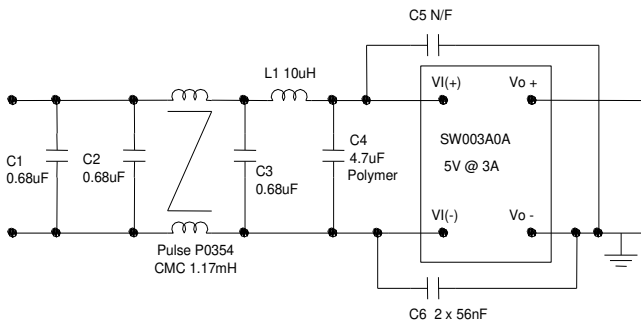 C5 N/F
L1 10uH
VI(+)
Vo +
C1
0.68uF
C2
0.68uF
C3
0.68uF
C4
4.7uF
Polymer
SW003A0A
5V @ 3A
VI(-)
Vo -
Pulse P0354
CMC 1.17mH
C6 2 x 56nF